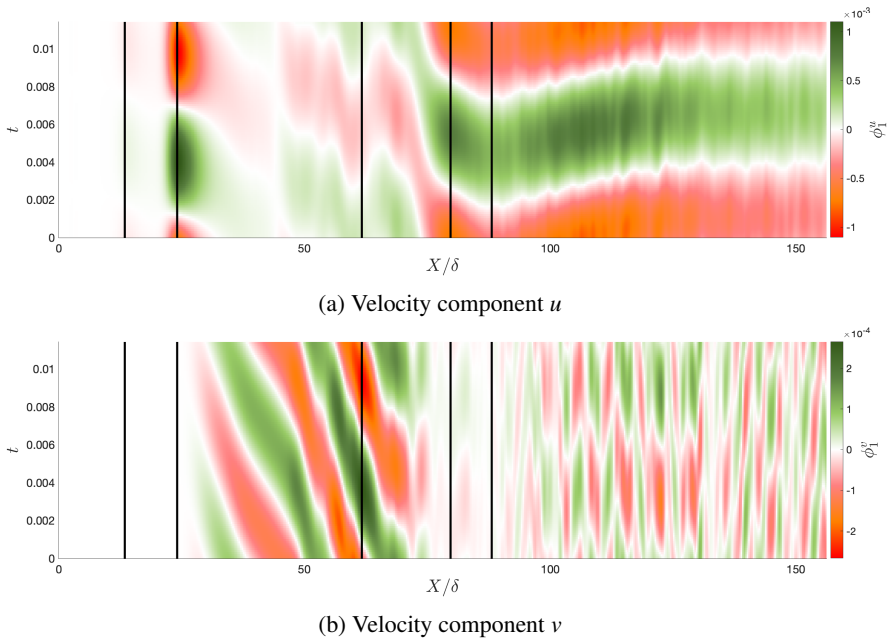 ×10⁻³
0.01
0.008
0.006
0.004
0.002
0
t
1
0.5
0
-0.5
-1
ϕ₁ᵘ
0 50 100 150
X/δ
(a) Velocity component u
×10⁻⁴
0.01
0.008
0.006
0.004
0.002
0
t
2
1
0
-1
-2
ϕ₁ᵛ
0 50 100 150
X/δ
(b) Velocity component v